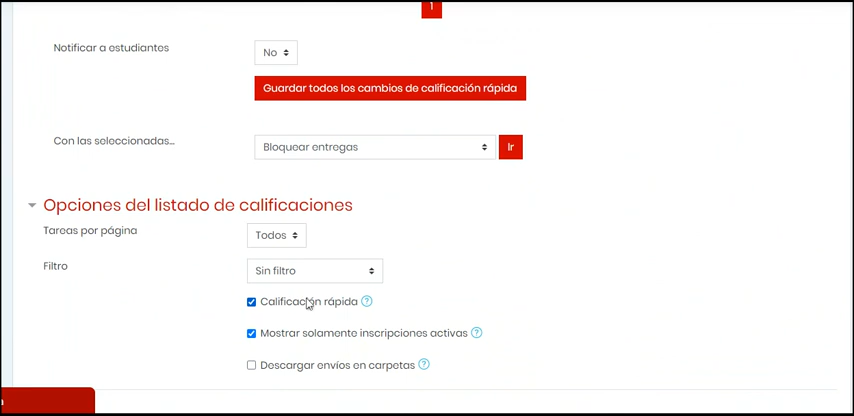 1
Notificar a estudiantes
No
Guardar todos los cambios de calificación rápida
Con las seleccionadas...
Bloquear entregas
Ir
Opciones del listado de calificaciones
Tareas por página
Todos
Filtro
Sin filtro
Calificación rápida ?
Mostrar solamente inscripciones activas ?
Descargar envíos en carpetas ?